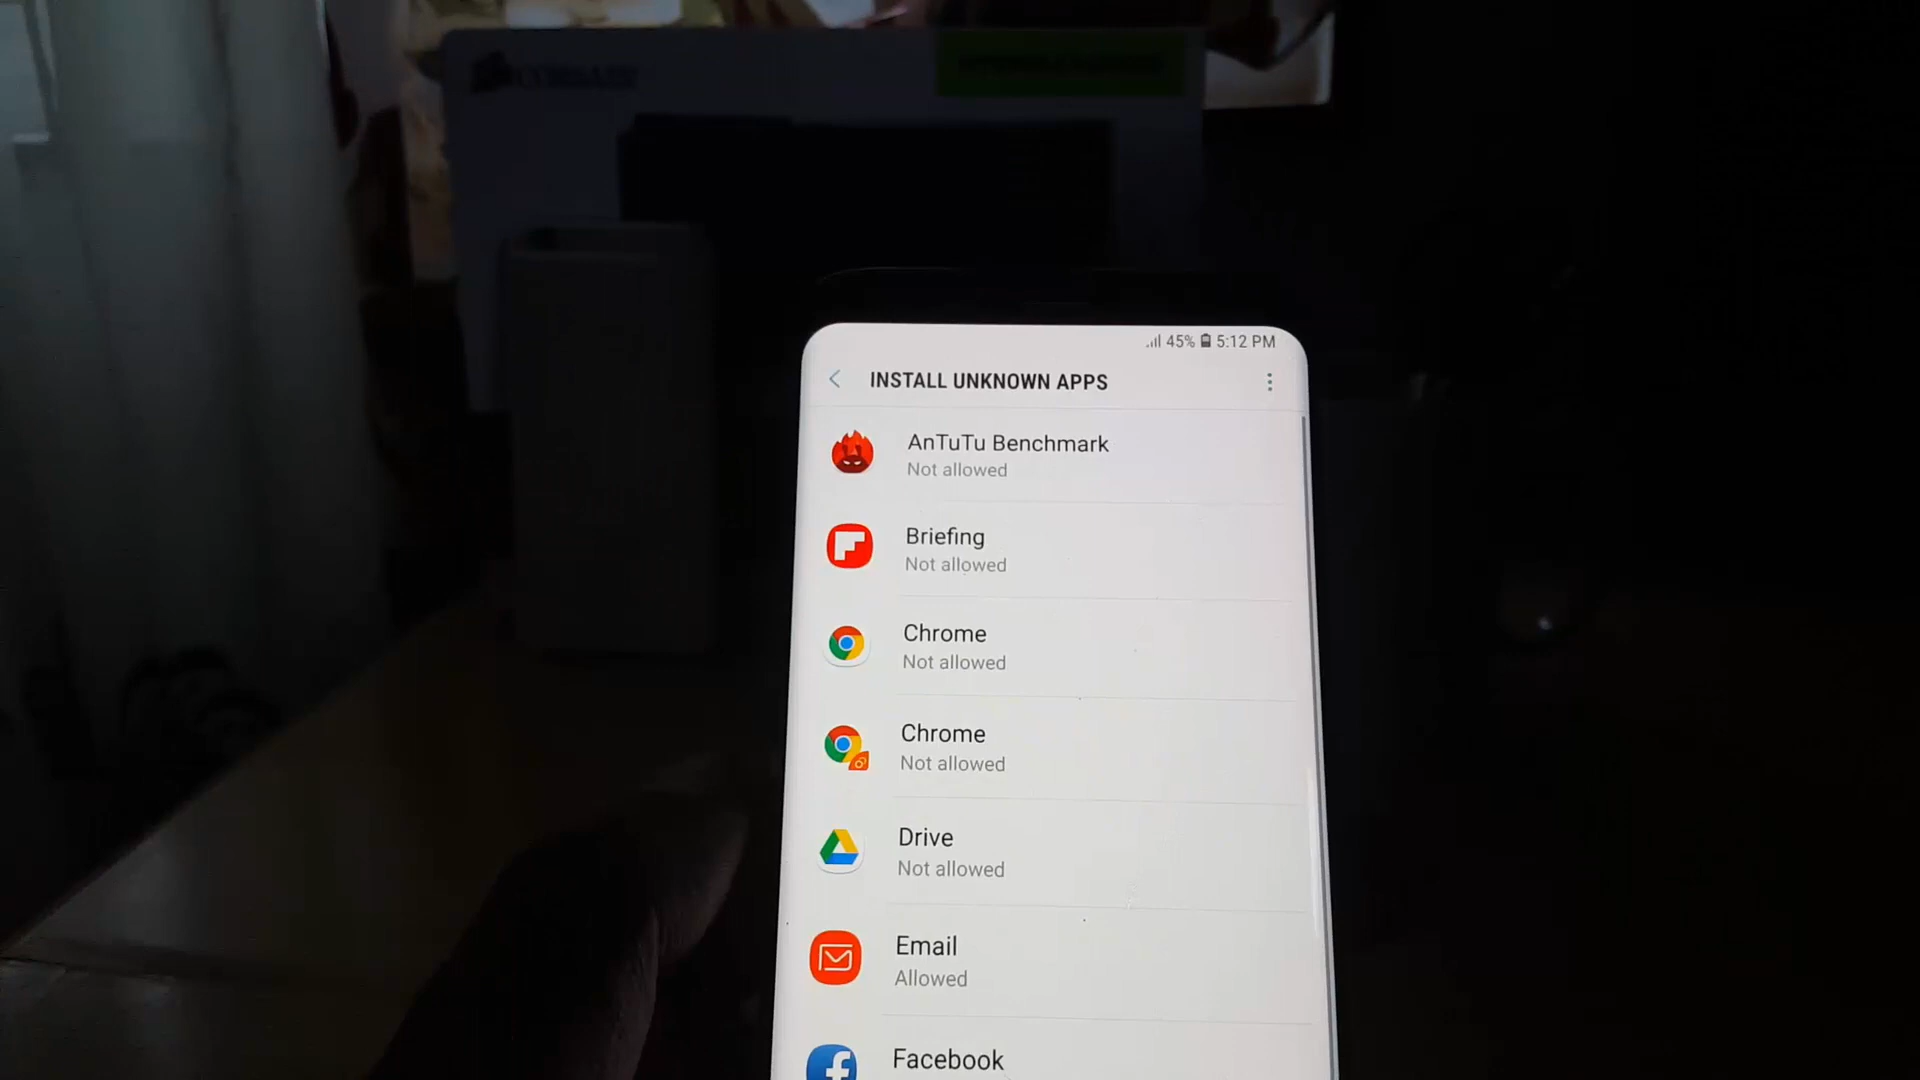 CORSAIR
45% 5:12 PM
INSTALL UNKNOWN APPS
AnTuTu Benchmark
Not allowed
Briefing
Not allowed
Chrome
Not allowed
Chrome
Not allowed
Drive
Not allowed
Email
Allowed
Facebook